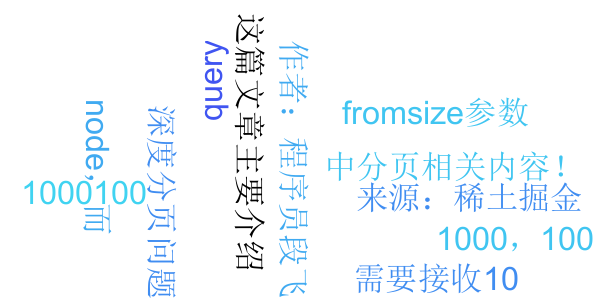 node,而
1000100
深度分页问题
query
这篇文章主要介绍
作者：程序员段飞
fromsize参数
中分页相关内容！
来源：稀土掘金
1000，100
需要接收10